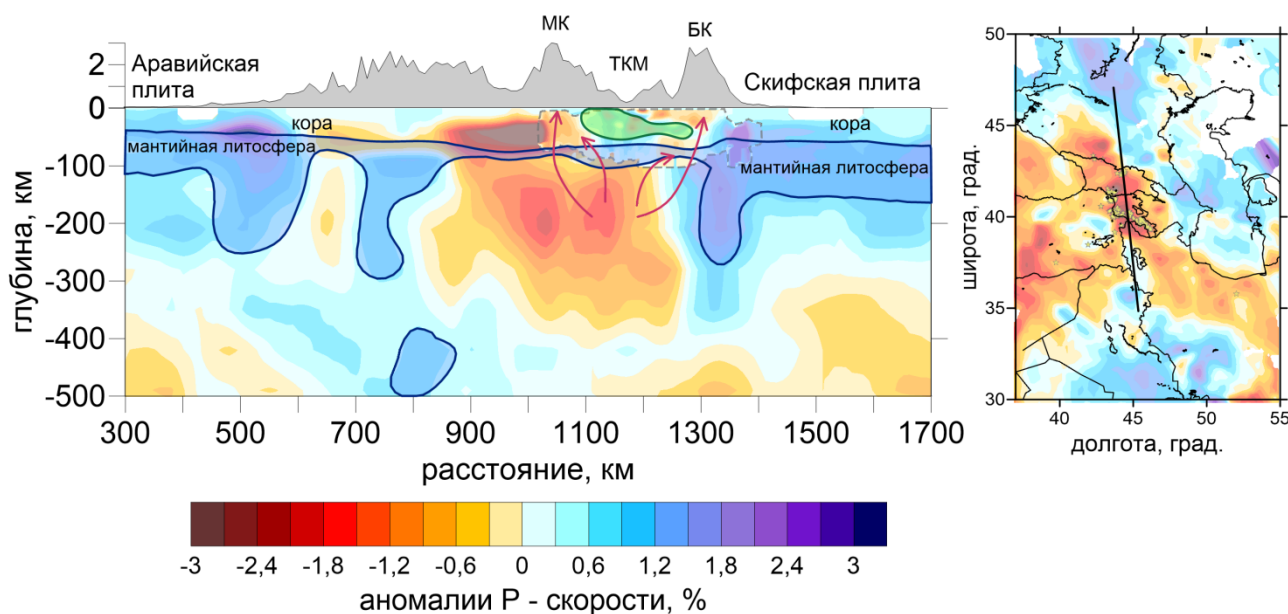 МК
БК
ТКМ
Аравийская
плита
Скифская плита
2
0
-100
-200
-300
-400
-500
глубина, км
кора
кора
мантийная литосфера
мантийная литосфера
300
500
700
900
1100
1300
1500
1700
расстояние, км
-3
-2,4
-1,8
-1,2
-0,6
0
0,6
1,2
1,8
2,4
3
аномалии P - скорости, %
50
45
40
35
30
широта, град.
40
45
50
55
долгота, град.